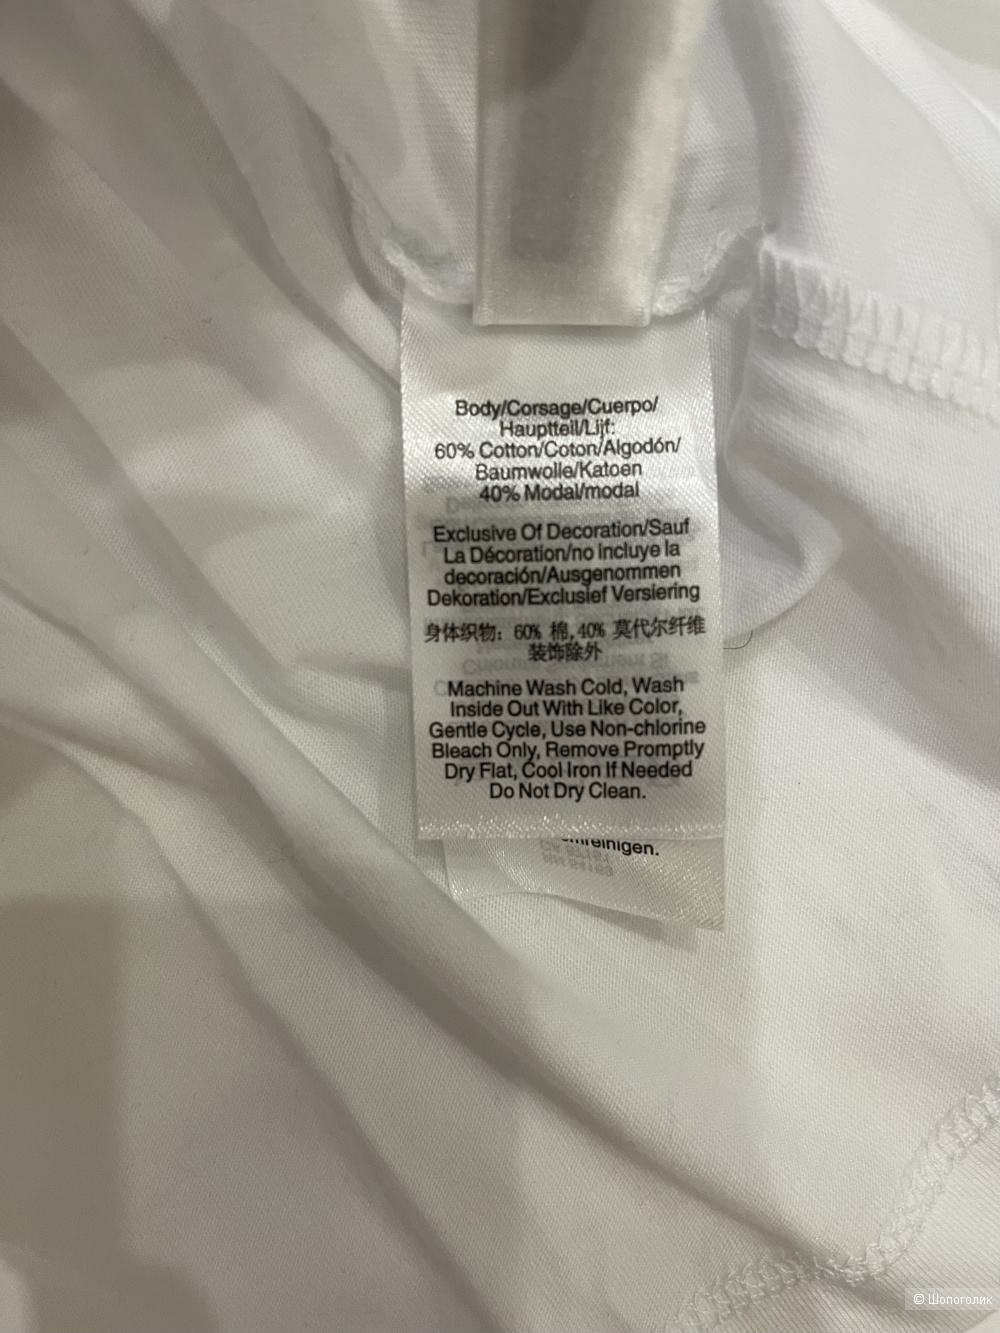 Body/Corsage/Cuerpo/
Hauptteil/Lijf:
60% Cotton/Coton/Algodón/
Baumwolle/Katoen
40% Modal/modal
Exclusive Of Decoration/Sauf
La Décoration/no incluye la
decoración/Ausgenommen
Dekoration/Exclusief Versiering
身体织物: 60% 棉,40% 莫代尔纤维
装饰除外
Machine Wash Cold, Wash
Inside Out With Like Color,
Gentle Cycle, Use Non-chlorine
Bleach Only, Remove Promptly
Dry Flat, Cool Iron If Needed
Do Not Dry Clean.
© Шопоголик